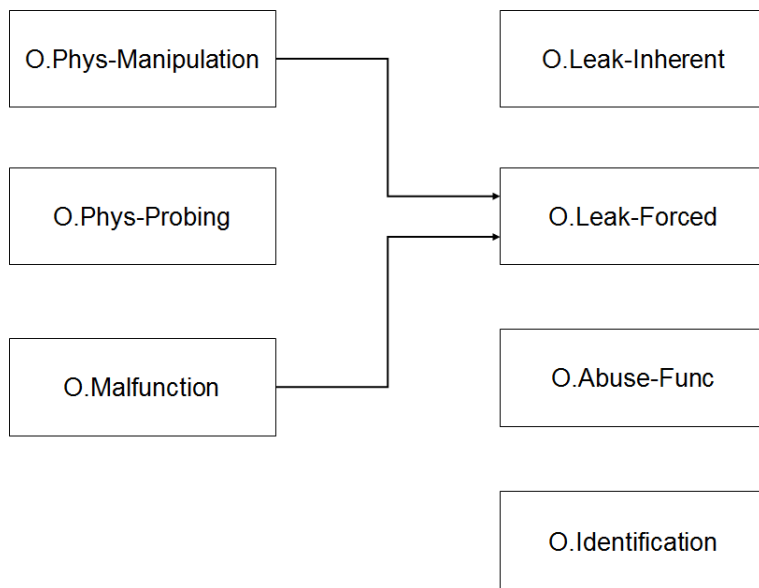 O.Phys-Manipulation
O.Leak-Inherent
O.Phys-Probing
O.Leak-Forced
O.Malfunction
O.Abuse-Func
O.Identification